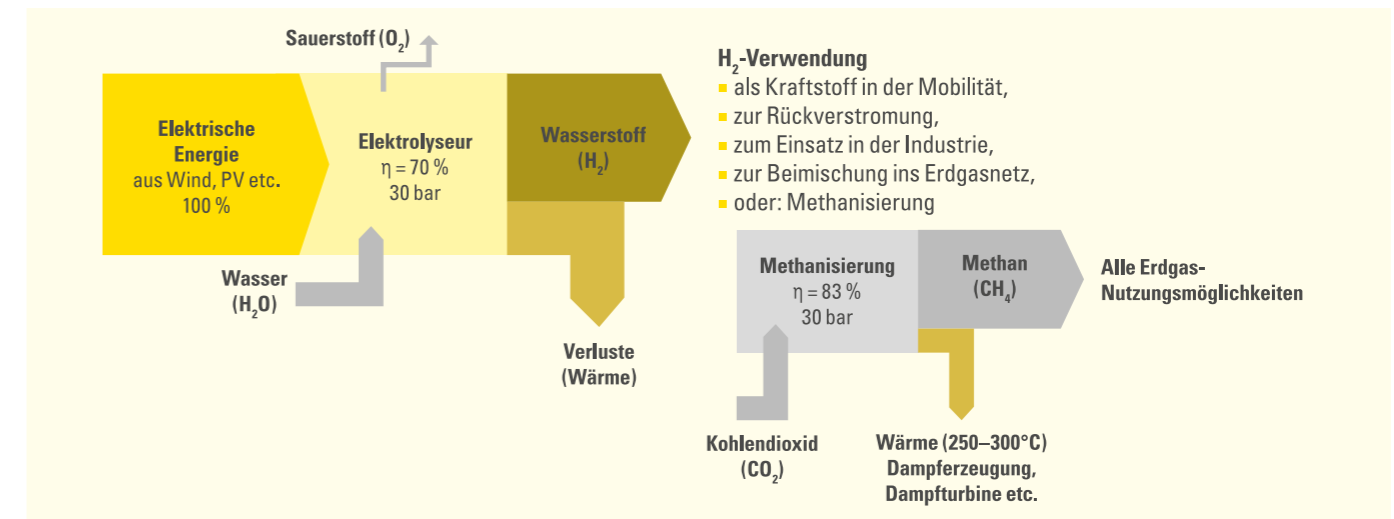 Sauerstoff (O₂)
Elektrische
Energie
aus Wind, PV etc.
100 %
Elektrolyseur
η = 70 %
30 bar
Wasserstoff
(H₂)
Wasser
(H₂O)
Verluste
(Wärme)
H₂-Verwendung
▪ als Kraftstoff in der Mobilität,
▪ zur Rückverstromung,
▪ zum Einsatz in der Industrie,
▪ zur Beimischung ins Erdgasnetz,
▪ oder: Methanisierung
Methanisierung
η = 83 %
30 bar
Methan
(CH₄)
Alle Erdgas-
Nutzungsmöglichkeiten
Kohlendioxid
(CO₂)
Wärme (250–300°C)
Dampferzeugung,
Dampfturbine etc.